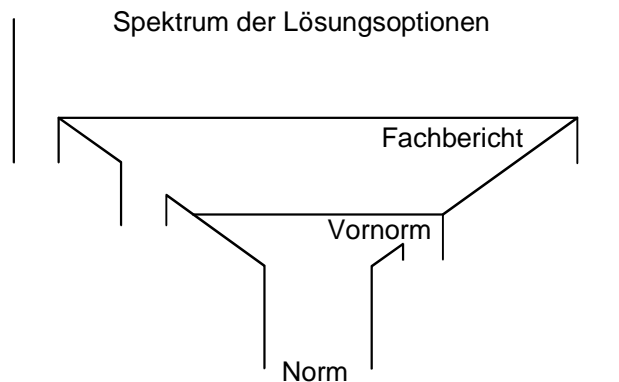 Spektrum der Lösungsoptionen
Fachbericht
Vornorm
Norm